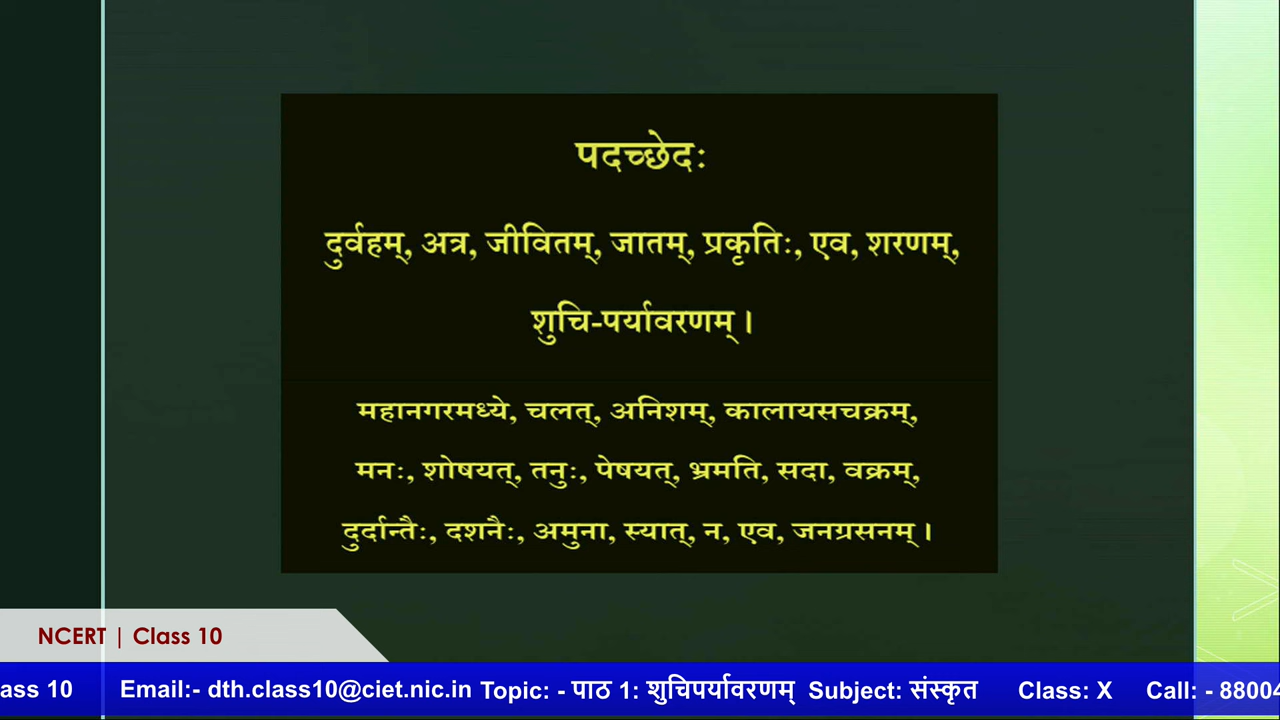 पदच्छेदः
दुर्वहम्, अत्र, जीवितम्, जातम्, प्रकृतिः, एव, शरणम्,
शुचि-पर्यावरणम् ।
महानगरमध्ये, चलत्, अनिशम्, कालायसचक्रम्,
मनः, शोषयत्, तनुः, पेषयत्, भ्रमति, सदा, वक्रम्,
दुर्दान्तैः, दशनैः, अमुना, स्यात्, न, एव, जनग्रसनम् ।
NCERT | Class 10
ass 10 Email:- dth.class10@ciet.nic.in Topic: - पाठ 1: शुचिपर्यावरणम् Subject: संस्कृत Class: X Call: - 88004